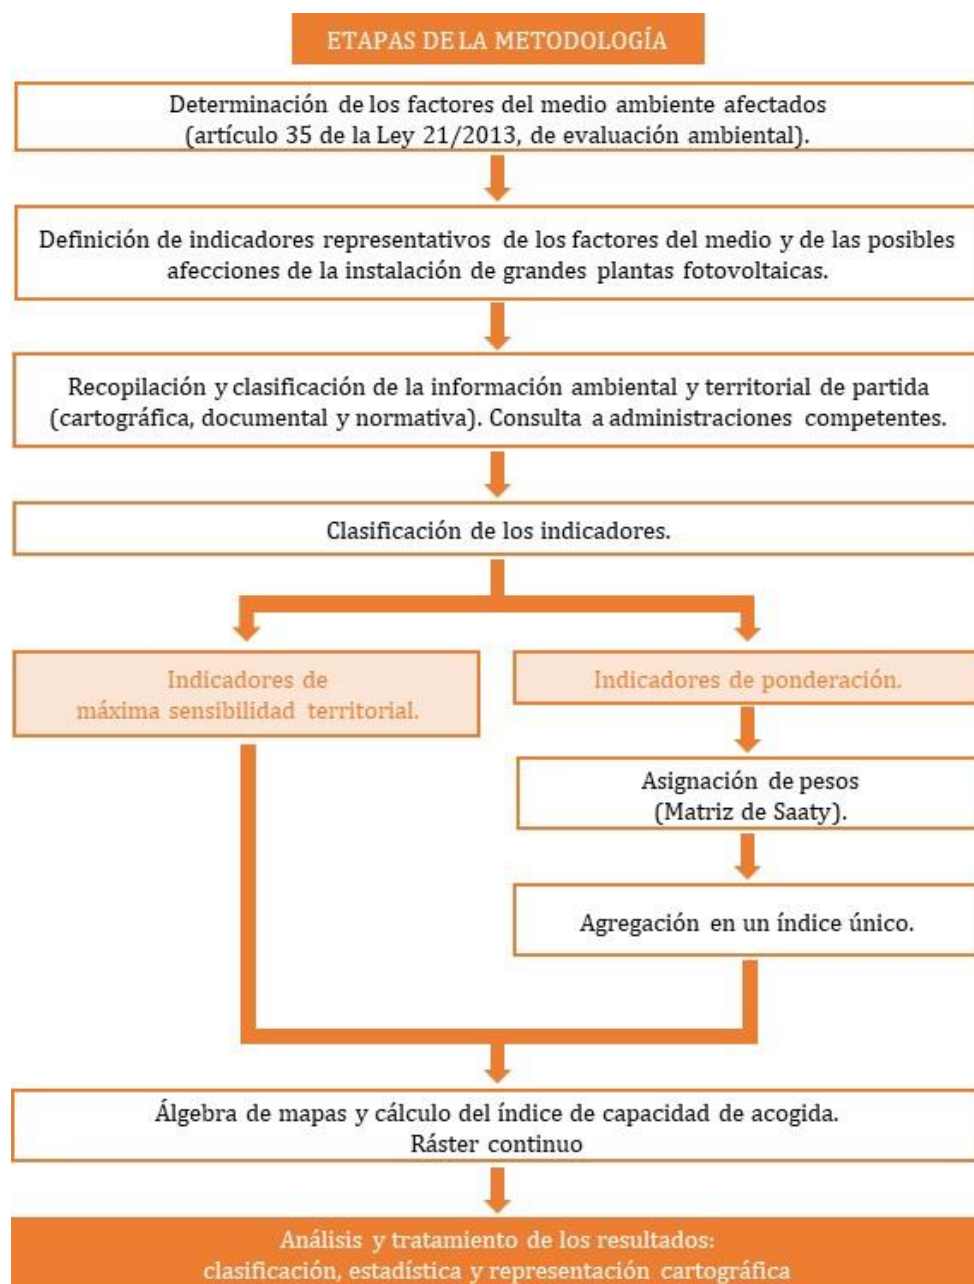 ETAPAS DE LA METODOLOGÍA
Determinación de los factores del medio ambiente afectados
(artículo 35 de la Ley 21/2013, de evaluación ambiental).
Definición de indicadores representativos de los factores del medio y de las posibles
afecciones de la instalación de grandes plantas fotovoltaicas.
Recopilación y clasificación de la información ambiental y territorial de partida
(cartográfica, documental y normativa). Consulta a administraciones competentes.
Clasificación de los indicadores.
Indicadores de
máxima sensibilidad territorial.
Indicadores de ponderación.
Asignación de pesos
(Matriz de Saaty).
Agregación en un índice único.
Álgebra de mapas y cálculo del índice de capacidad de acogida.
Ráster continuo
Análisis y tratamiento de los resultados:
clasificación, estadística y representación cartográfica